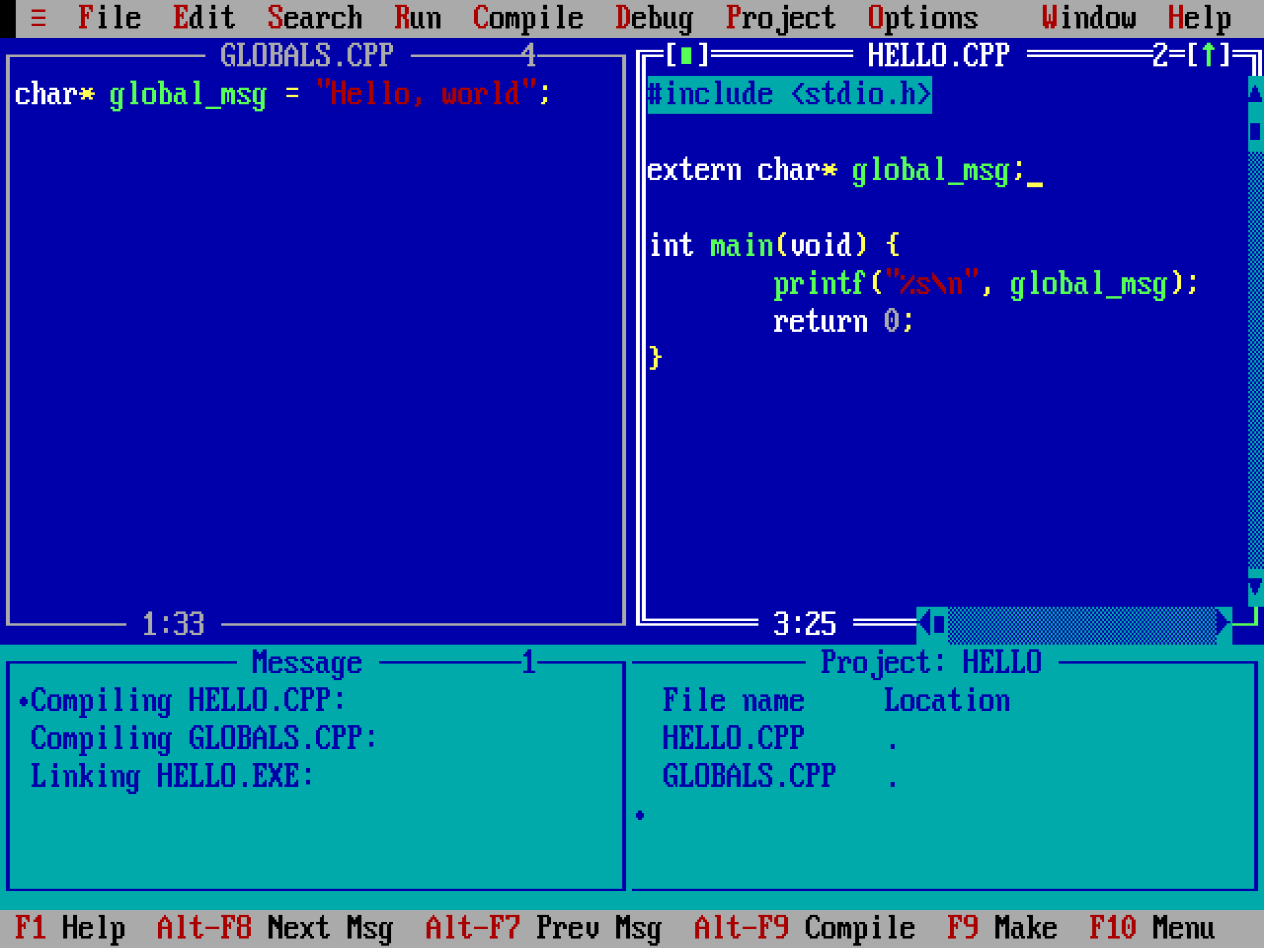 ≡ File Edit Search Run Compile Debug Project Options Window Help
GLOBALS.CPP 4
char* global_msg = "Hello, world";
1:33
[■] HELLO.CPP 2=[↑]
#include <stdio.h>
extern char* global_msg;
int main(void) {
printf("%s\n", global_msg);
return 0;
}
3:25
Message 1
•Compiling HELLO.CPP:
Compiling GLOBALS.CPP:
Linking HELLO.EXE:
Project: HELLO
File name Location
HELLO.CPP .
GLOBALS.CPP .
•
F1 Help Alt-F8 Next Msg Alt-F7 Prev Msg Alt-F9 Compile F9 Make F10 Menu